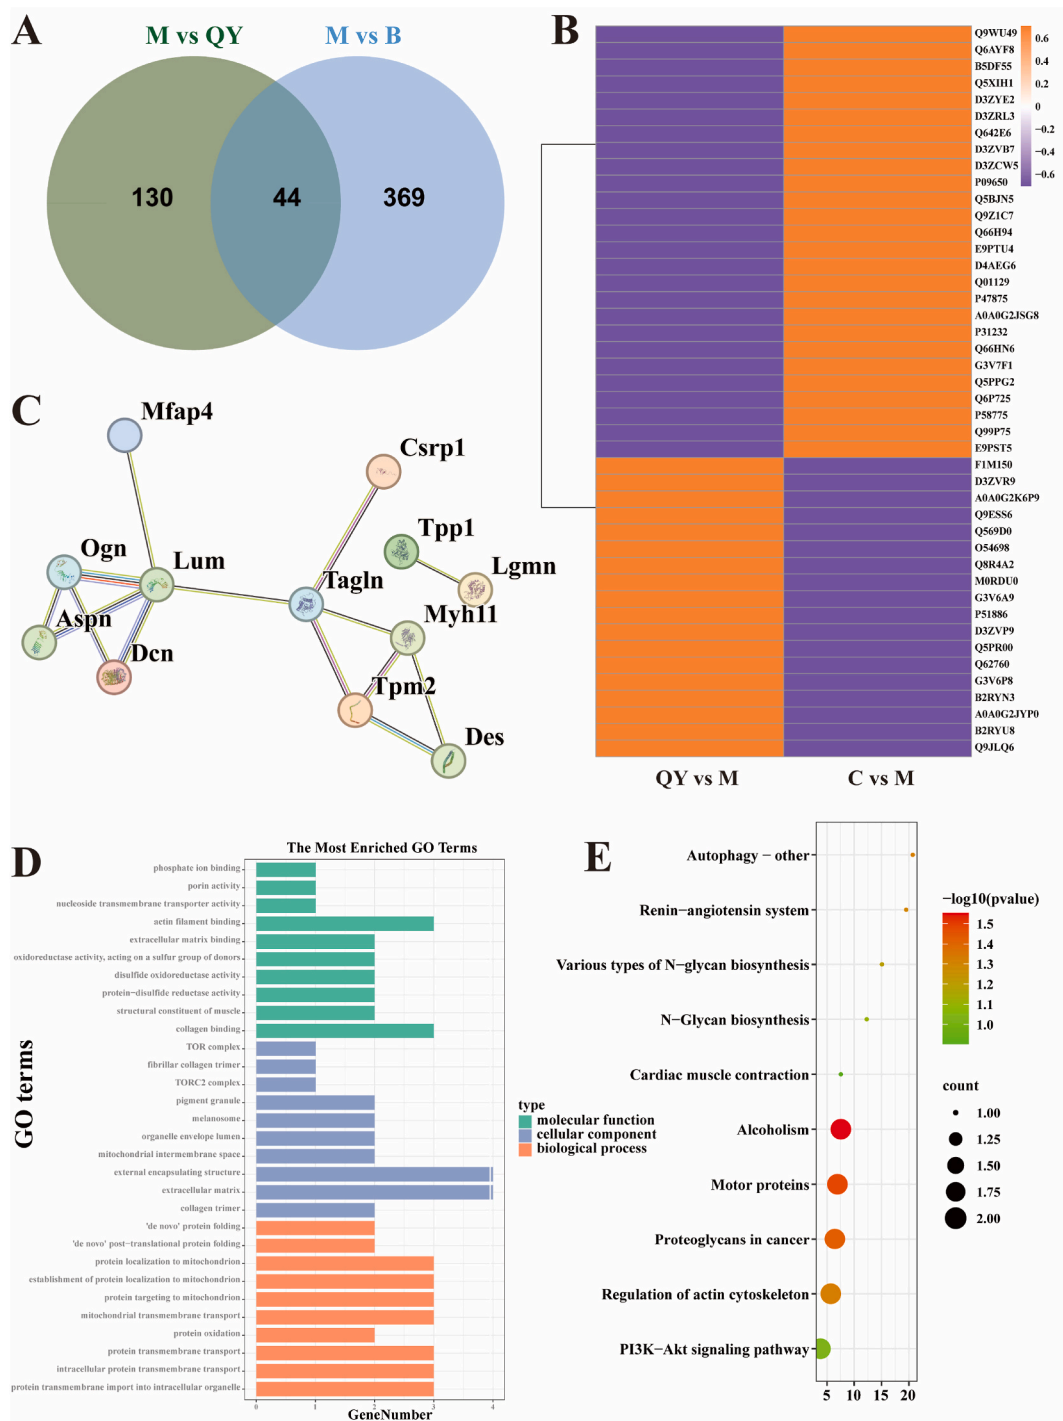 A
M vs QY
M vs B
130
44
369
B
Q9WU49
Q6AYF8
B5DF55
Q5XIH1
D3ZYE2
D3ZRL3
Q642E6
D3ZVB7
D3ZCW5
P09650
Q5BJN5
Q9Z1C7
Q66H94
E9PTU4
D4AEG6
Q01129
P47875
A0A0G2JSG8
P31232
Q66HN6
G3V7F1
Q5PPG2
Q6P725
P58775
Q99P75
E9PST5
F1M150
D3ZVR9
A0A0G2K6P9
Q9ESS6
Q569D0
O54698
Q8R4A2
M0RDU0
G3V6A9
P51886
D3ZVP9
Q5PR00
Q62760
G3V6P8
B2RYN3
A0A0G2JYP0
B2RYU8
Q9JLQ6
0.6
0.4
0.2
0
−0.2
−0.4
−0.6
QY vs M
C vs M
C
Mfap4
Csrp1
Ogn
Lum
Tpp1
Lgmn
Tagln
Myh11
Aspn
Dcn
Tpm2
Des
D
The Most Enriched GO Terms
GO terms
phosphate ion binding
porin activity
nucleoside transmembrane transporter activity
actin filament binding
extracellular matrix binding
oxidoreductase activity, acting on a sulfur group of donors
disulfide oxidoreductase activity
protein−disulfide reductase activity
structural constituent of muscle
collagen binding
TOR complex
fibrillar collagen trimer
TORC2 complex
pigment granule
melanosome
organelle envelope lumen
mitochondrial intermembrane space
external encapsulating structure
extracellular matrix
collagen trimer
'de novo' protein folding
'de novo' post−translational protein folding
protein localization to mitochondrion
establishment of protein localization to mitochondrion
protein targeting to mitochondrion
mitochondrial transmembrane transport
protein oxidation
protein transmembrane transport
intracellular protein transmembrane transport
protein transmembrane import into intracellular organelle
0 1 2 3 4
GeneNumber
type
molecular function
cellular component
biological process
E
Autophagy − other
Renin−angiotensin system
Various types of N−glycan biosynthesis
N−Glycan biosynthesis
Cardiac muscle contraction
Alcoholism
Motor proteins
Proteoglycans in cancer
Regulation of actin cytoskeleton
PI3K−Akt signaling pathway
5 10 15 20
−log10(pvalue)
1.5
1.4
1.3
1.2
1.1
1.0
count
1.00
1.25
1.50
1.75
2.00